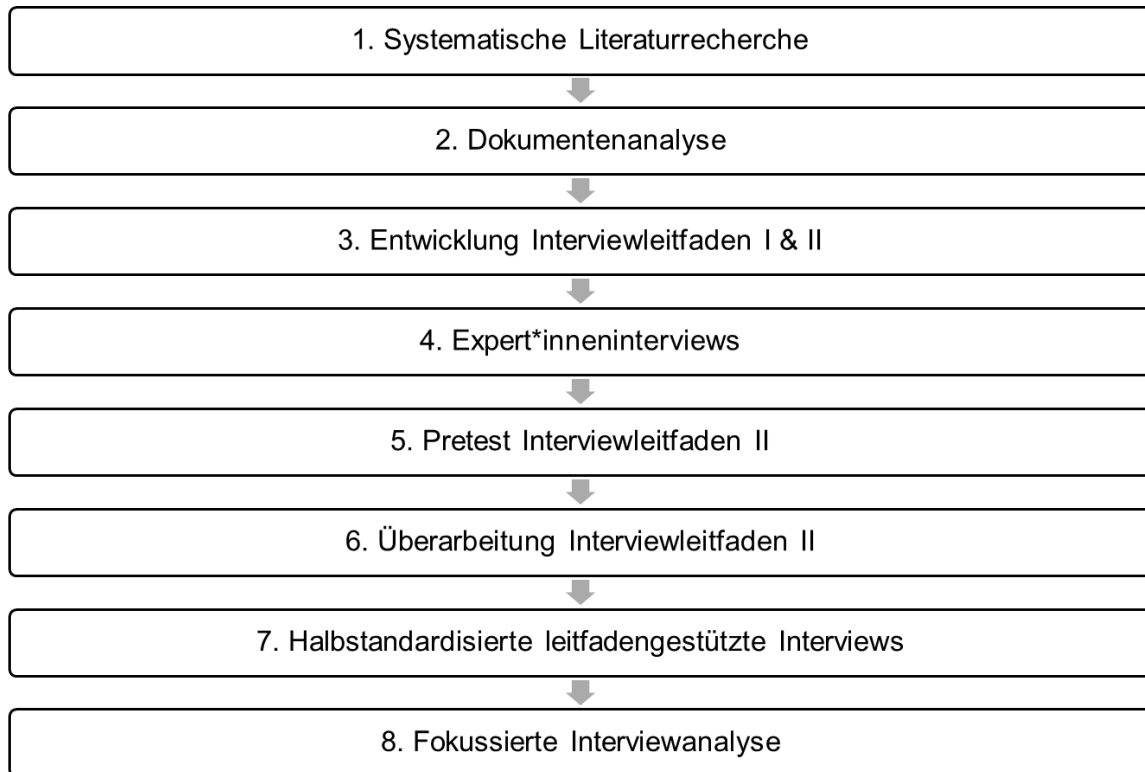 1. Systematische Literaturrecherche
2. Dokumentenanalyse
3. Entwicklung Interviewleitfaden I & II
4. Expert*inneninterviews
5. Pretest Interviewleitfaden II
6. Überarbeitung Interviewleitfaden II
7. Halbstandardisierte leitfadengestützte Interviews
8. Fokussierte Interviewanalyse